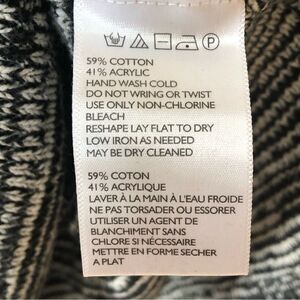 P
59% COTTON
41% ACRYLIC
HAND WASH COLD
DO NOT WRING OR TWIST
USE ONLY NON-CHLORINE
BLEACH
RESHAPE LAY FLAT TO DRY
LOW IRON AS NEEDED
MAY BE DRY CLEANED
59% COTON
41% ACRYLIQUE
LAVER À LA MAIN À L'EAU FROIDE
NE PAS TORSADER OU ESSORER
UTILISER UN AGENT DE
BLANCHIMENT SANS
CHLORE SI NÉCESSAIRE
METTRE EN FORME SECHER
A PLAT